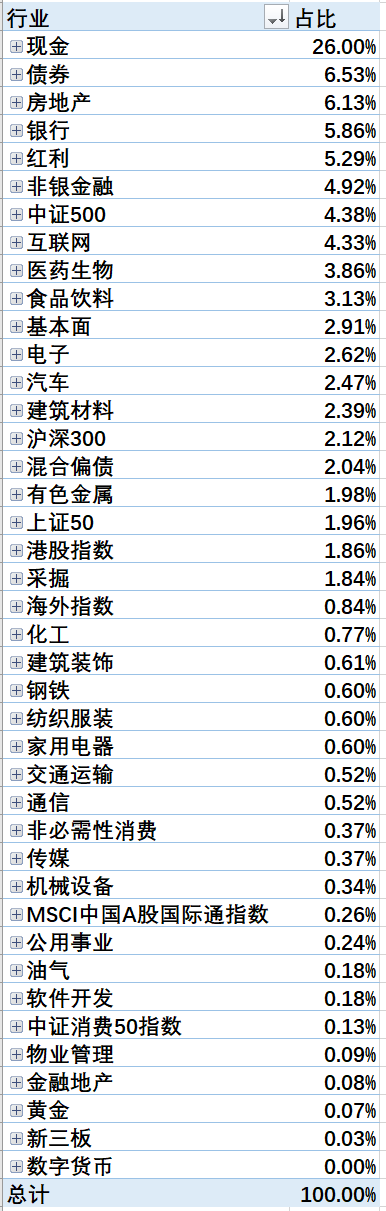 行业 占比
现金 26.00%
债券 6.53%
房地产 6.13%
银行 5.86%
红利 5.29%
非银金融 4.92%
中证500 4.38%
互联网 4.33%
医药生物 3.86%
食品饮料 3.13%
基本面 2.91%
电子 2.62%
汽车 2.47%
建筑材料 2.39%
沪深300 2.12%
混合偏债 2.04%
有色金属 1.98%
上证50 1.96%
港股指数 1.86%
采掘 1.84%
海外指数 0.84%
化工 0.77%
建筑装饰 0.61%
钢铁 0.60%
纺织服装 0.60%
家用电器 0.60%
交通运输 0.52%
通信 0.52%
非必需性消费 0.37%
传媒 0.37%
机械设备 0.34%
MSCI中国A股国际通指数 0.26%
公用事业 0.24%
油气 0.18%
软件开发 0.18%
中证消费50指数 0.13%
物业管理 0.09%
金融地产 0.08%
黄金 0.07%
新三板 0.03%
数字货币 0.00%
总计 100.00%